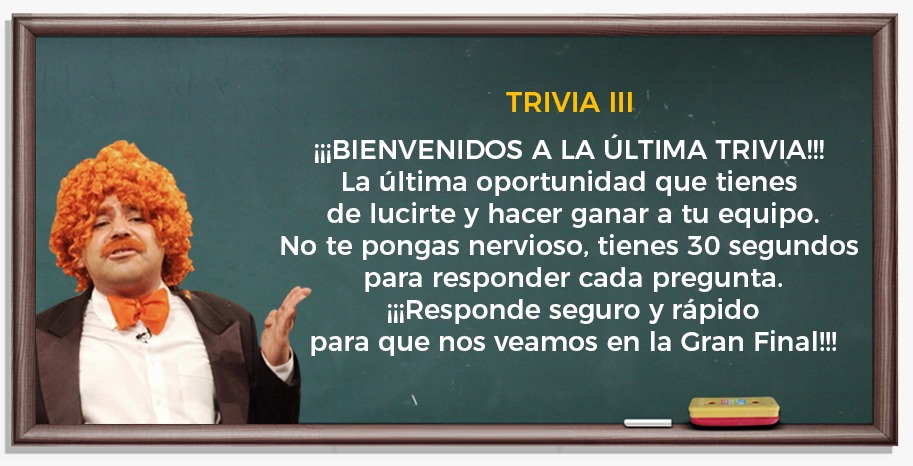 TRIVIA III
¡¡¡BIENVENIDOS A LA ÚLTIMA TRIVIA!!!
La última oportunidad que tienes
de lucirte y hacer ganar a tu equipo.
No te pongas nervioso, tienes 30 segundos
para responder cada pregunta.
¡¡¡Responde seguro y rápido
para que nos veamos en la Gran Final!!!